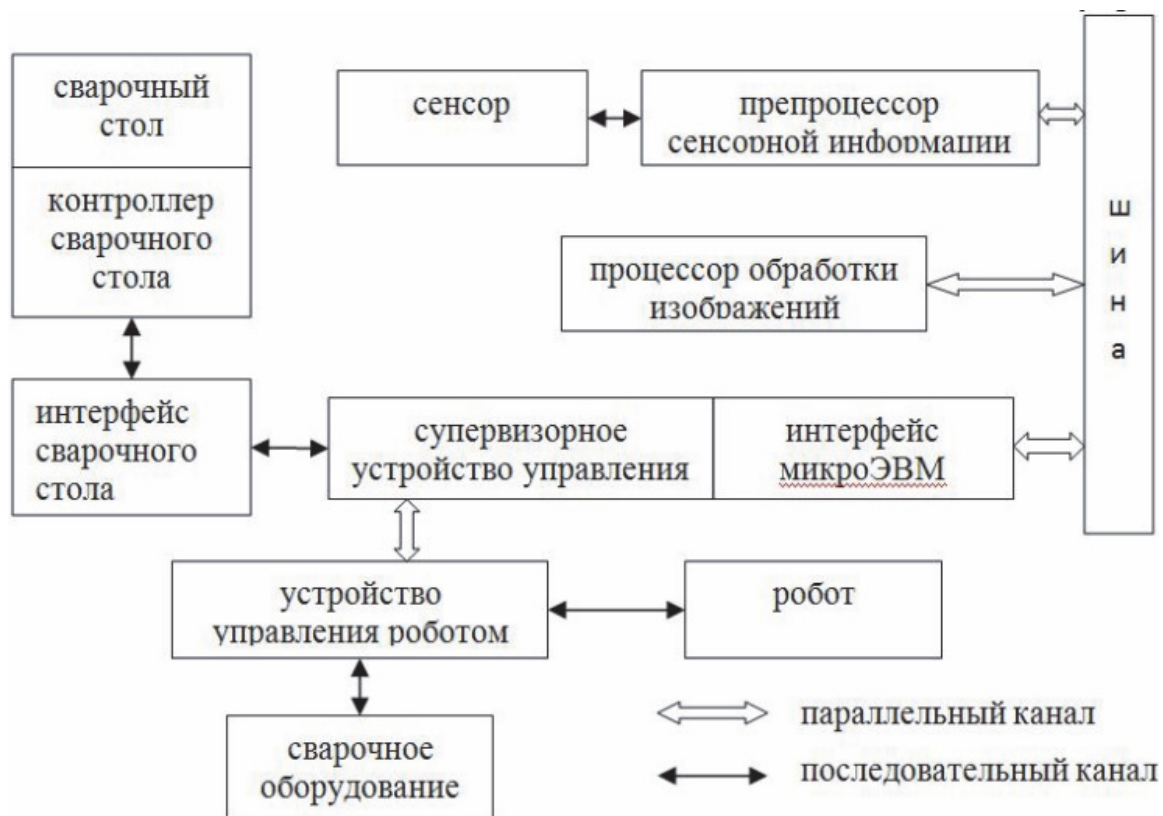 сварочный
стол
контроллер
сварочного
стола
сенсор
препроцессор
сенсорной информации
процессор обработки
изображений
ш
и
н
а
интерфейс
сварочного
стола
супервизорное
устройство управления
интерфейс
микроЭВМ
устройство
управления роботом
робот
сварочное
оборудование
параллельный канал
последовательный канал